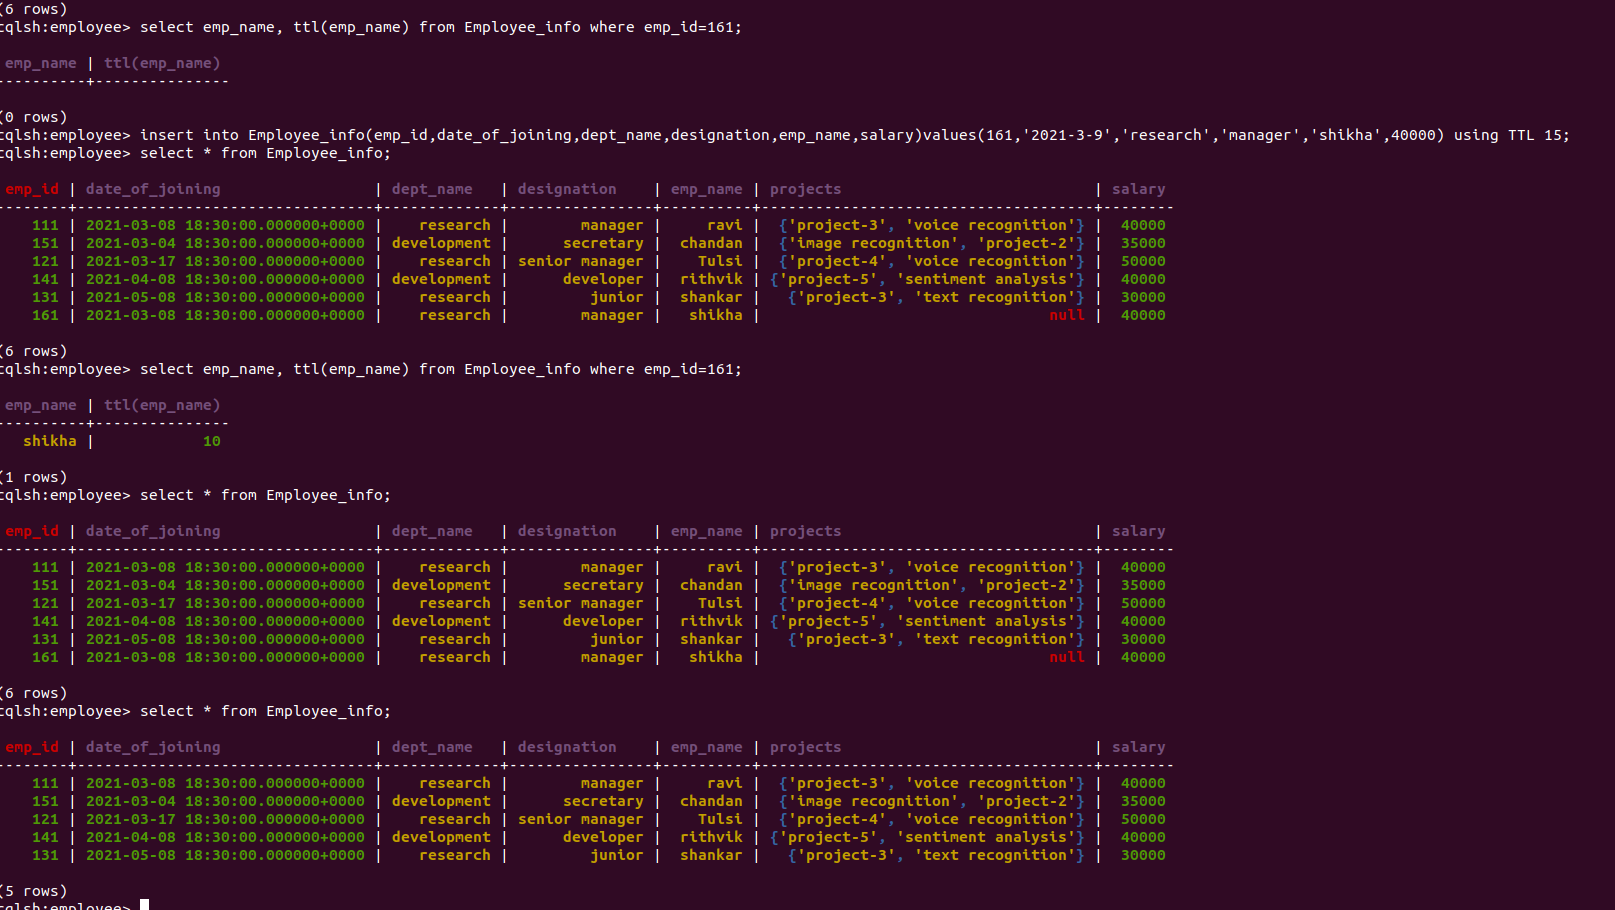 (6 rows)
cqlsh:employee> select emp_name, ttl(emp_name) from Employee_info where emp_id=161;
emp_name | ttl(emp_name)
----------+---------------
(0 rows)
cqlsh:employee> insert into Employee_info(emp_id,date_of_joining,dept_name,designation,emp_name,salary)values(161,'2021-3-9','research','manager','shikha',40000) using TTL 15;
cqlsh:employee> select * from Employee_info;
emp_id | date_of_joining | dept_name | designation | emp_name | projects | salary
--------+---------------------------------+-------------+----------------+----------+------------------------------------+--------
111 | 2021-03-08 18:30:00.000000+0000 | research | manager | ravi | {'project-3', 'voice recognition'} | 40000
151 | 2021-03-04 18:30:00.000000+0000 | development | secretary | chandan | {'image recognition', 'project-2'} | 35000
121 | 2021-03-17 18:30:00.000000+0000 | research | senior manager | Tulsi | {'project-4', 'voice recognition'} | 50000
141 | 2021-04-08 18:30:00.000000+0000 | development | developer | rithvik | {'project-5', 'sentiment analysis'} | 40000
131 | 2021-05-08 18:30:00.000000+0000 | research | junior | shankar | {'project-3', 'text recognition'} | 30000
161 | 2021-03-08 18:30:00.000000+0000 | research | manager | shikha | null | 40000
(6 rows)
cqlsh:employee> select emp_name, ttl(emp_name) from Employee_info where emp_id=161;
emp_name | ttl(emp_name)
----------+---------------
shikha | 10
(1 rows)
cqlsh:employee> select * from Employee_info;
emp_id | date_of_joining | dept_name | designation | emp_name | projects | salary
--------+---------------------------------+-------------+----------------+----------+------------------------------------+--------
111 | 2021-03-08 18:30:00.000000+0000 | research | manager | ravi | {'project-3', 'voice recognition'} | 40000
151 | 2021-03-04 18:30:00.000000+0000 | development | secretary | chandan | {'image recognition', 'project-2'} | 35000
121 | 2021-03-17 18:30:00.000000+0000 | research | senior manager | Tulsi | {'project-4', 'voice recognition'} | 50000
141 | 2021-04-08 18:30:00.000000+0000 | development | developer | rithvik | {'project-5', 'sentiment analysis'} | 40000
131 | 2021-05-08 18:30:00.000000+0000 | research | junior | shankar | {'project-3', 'text recognition'} | 30000
161 | 2021-03-08 18:30:00.000000+0000 | research | manager | shikha | null | 40000
(6 rows)
cqlsh:employee> select * from Employee_info;
emp_id | date_of_joining | dept_name | designation | emp_name | projects | salary
--------+---------------------------------+-------------+----------------+----------+------------------------------------+--------
111 | 2021-03-08 18:30:00.000000+0000 | research | manager | ravi | {'project-3', 'voice recognition'} | 40000
151 | 2021-03-04 18:30:00.000000+0000 | development | secretary | chandan | {'image recognition', 'project-2'} | 35000
121 | 2021-03-17 18:30:00.000000+0000 | research | senior manager | Tulsi | {'project-4', 'voice recognition'} | 50000
141 | 2021-04-08 18:30:00.000000+0000 | development | developer | rithvik | {'project-5', 'sentiment analysis'} | 40000
131 | 2021-05-08 18:30:00.000000+0000 | research | junior | shankar | {'project-3', 'text recognition'} | 30000
(5 rows)
cqlsh:employee>